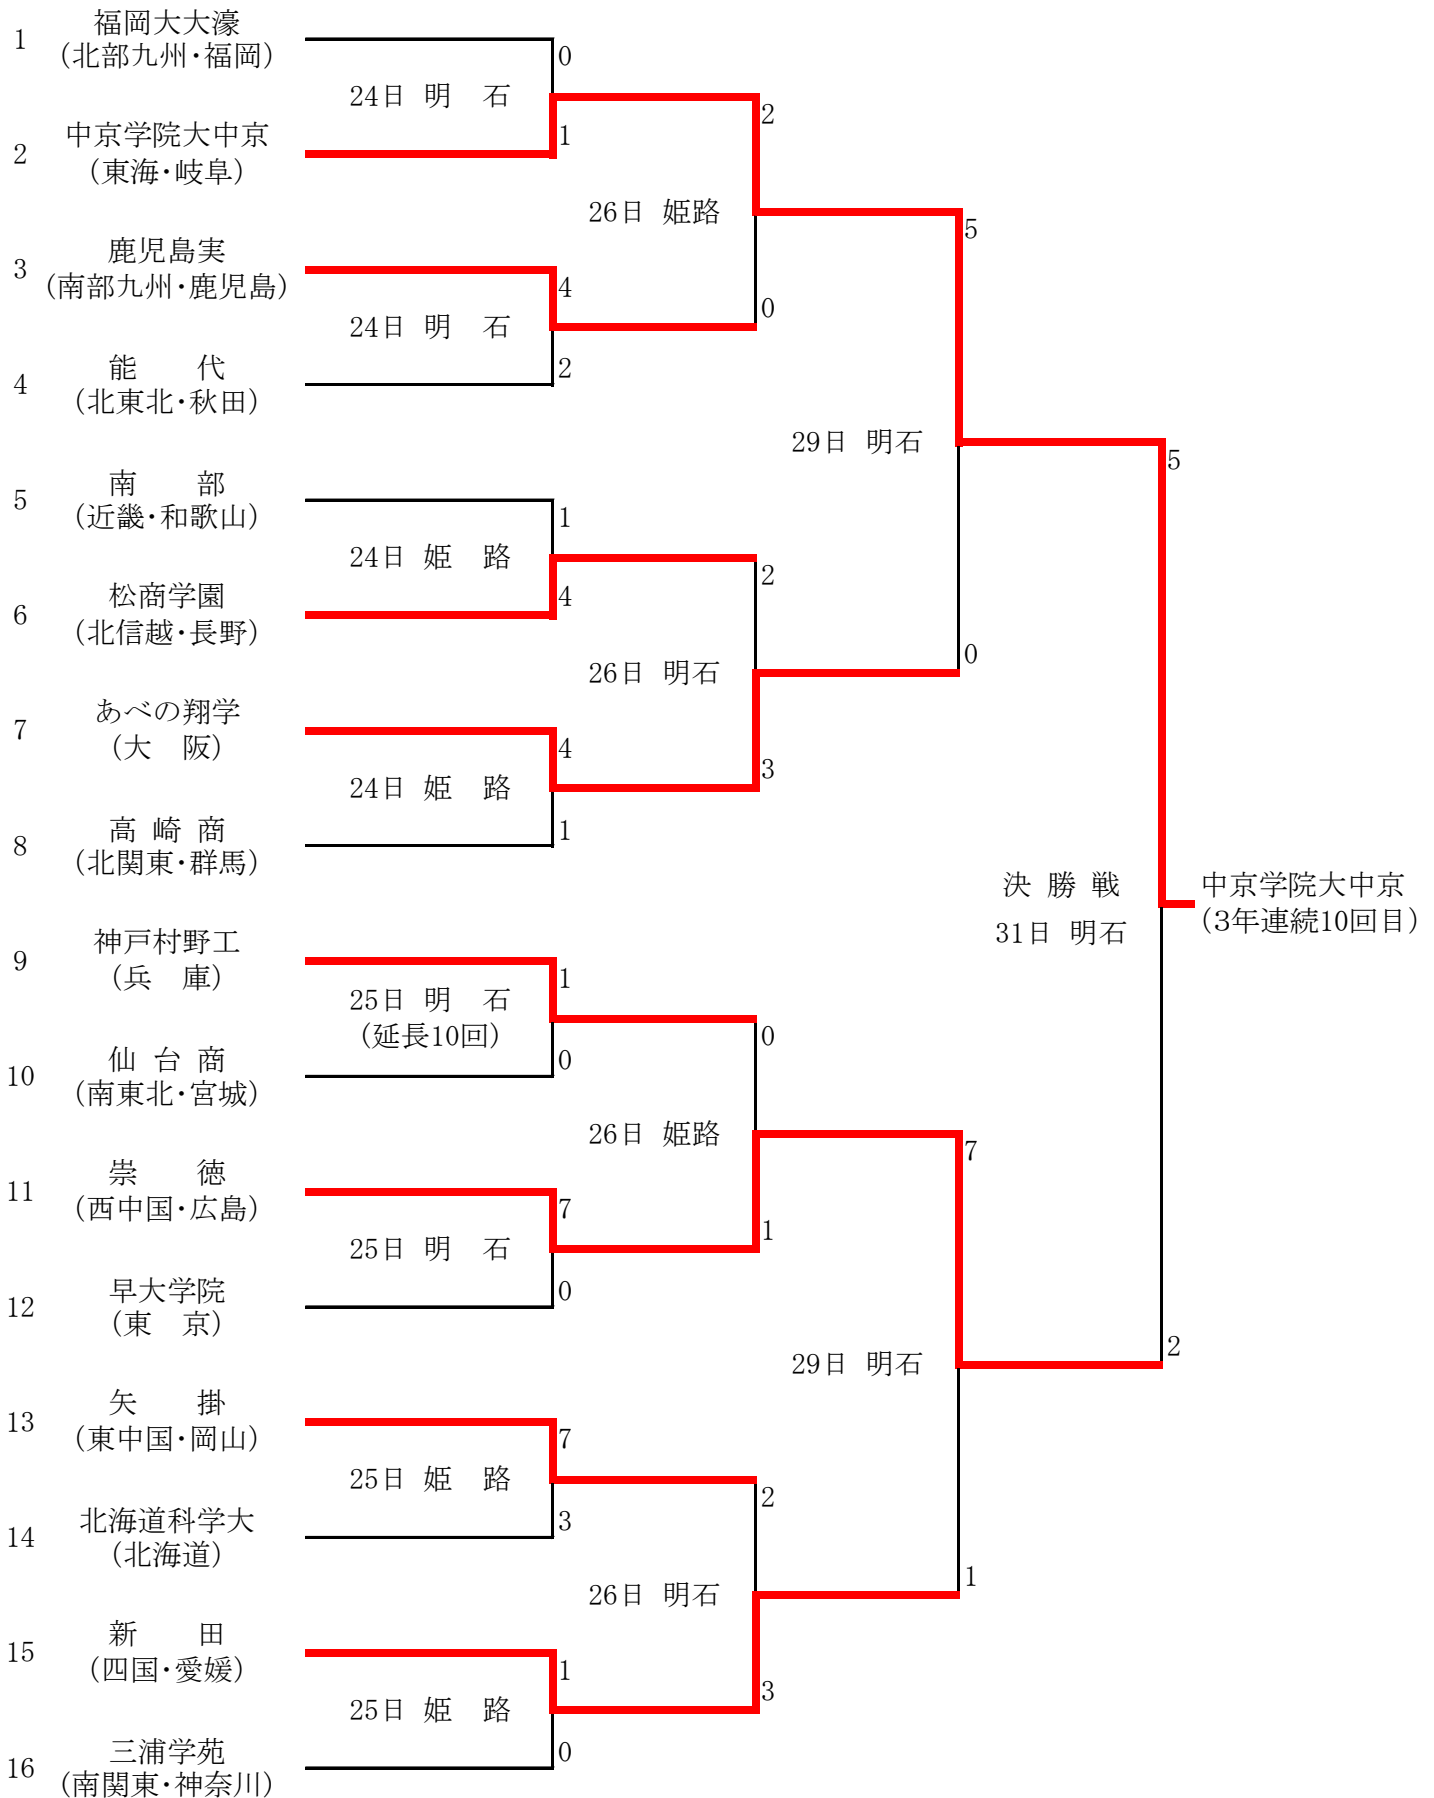 1
福岡大大濠
(北部九州・福岡)
0
24日 明　石
2
中京学院大中京
(東海・岐阜)
1
2
26日 姫路
3
鹿児島実
(南部九州・鹿児島)
4
24日 明　石
0
4
能　　代
(北東北・秋田)
2
5
29日 明石
5
南　　部
(近畿・和歌山)
1
24日 姫　路
6
松商学園
(北信越・長野)
4
2
26日 明石
0
7
あべの翔学
(大　阪)
4
24日 姫　路
3
8
高 崎 商
(北関東・群馬)
1
5
決 勝 戦
31日 明石
中京学院大中京
(3年連続10回目)
9
神戸村野工
(兵　庫)
1
25日 明　石
(延長10回)
0
10
仙 台 商
(南東北・宮城)
0
26日 姫路
7
11
崇　　徳
(西中国・広島)
7
25日 明　石
1
12
早大学院
(東　京)
0
29日 明石
2
13
矢　　掛
(東中国・岡山)
7
25日 姫　路
2
14
北海道科学大
(北海道)
3
26日 明石
1
15
新　　田
(四国・愛媛)
1
25日 姫　路
3
16
三浦学苑
(南関東・神奈川)
0